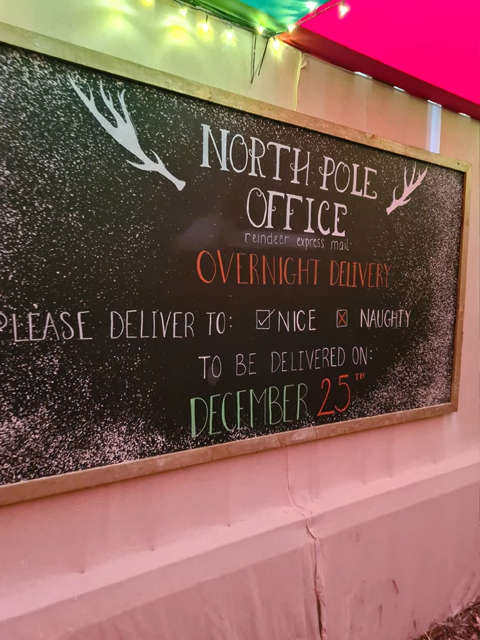 NORTH POLE
OFFICE
reindeer express mail
OVERNIGHT DELIVERY
PLEASE DELIVER TO: ☑ NICE ☒ NAUGHTY
TO BE DELIVERED ON:
DECEMBER 25TH